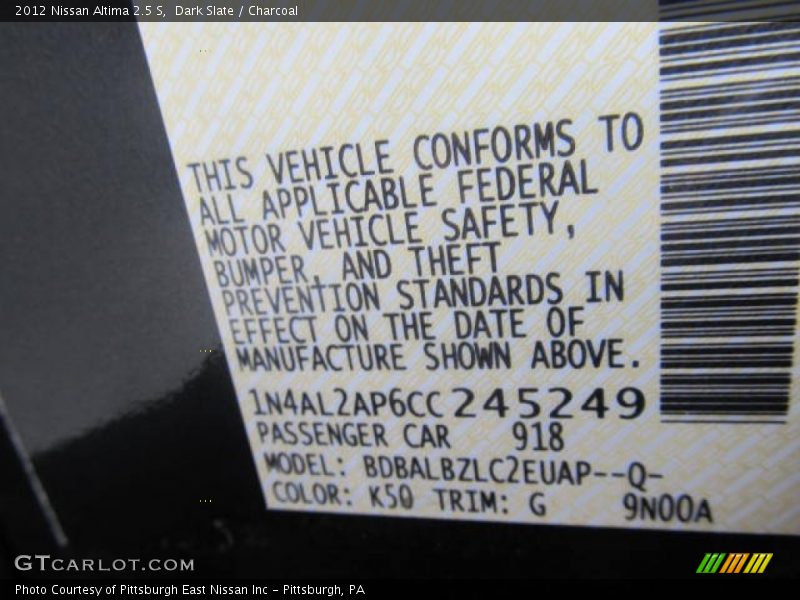 2012 Nissan Altima 2.5 S,  Dark Slate / Charcoal
THIS VEHICLE CONFORMS TO
ALL APPLICABLE FEDERAL
MOTOR VEHICLE SAFETY,
BUMPER, AND THEFT
PREVENTION STANDARDS IN
EFFECT ON THE DATE OF
MANUFACTURE SHOWN ABOVE.
1N4AL2AP6CC245249
PASSENGER CAR 918
MODEL: BDBALBZLC2EUAP--Q-
COLOR: K50 TRIM: G 9N00A
GTCARLOT.COM
Photo Courtesy of Pittsburgh East Nissan Inc - Pittsburgh, PA